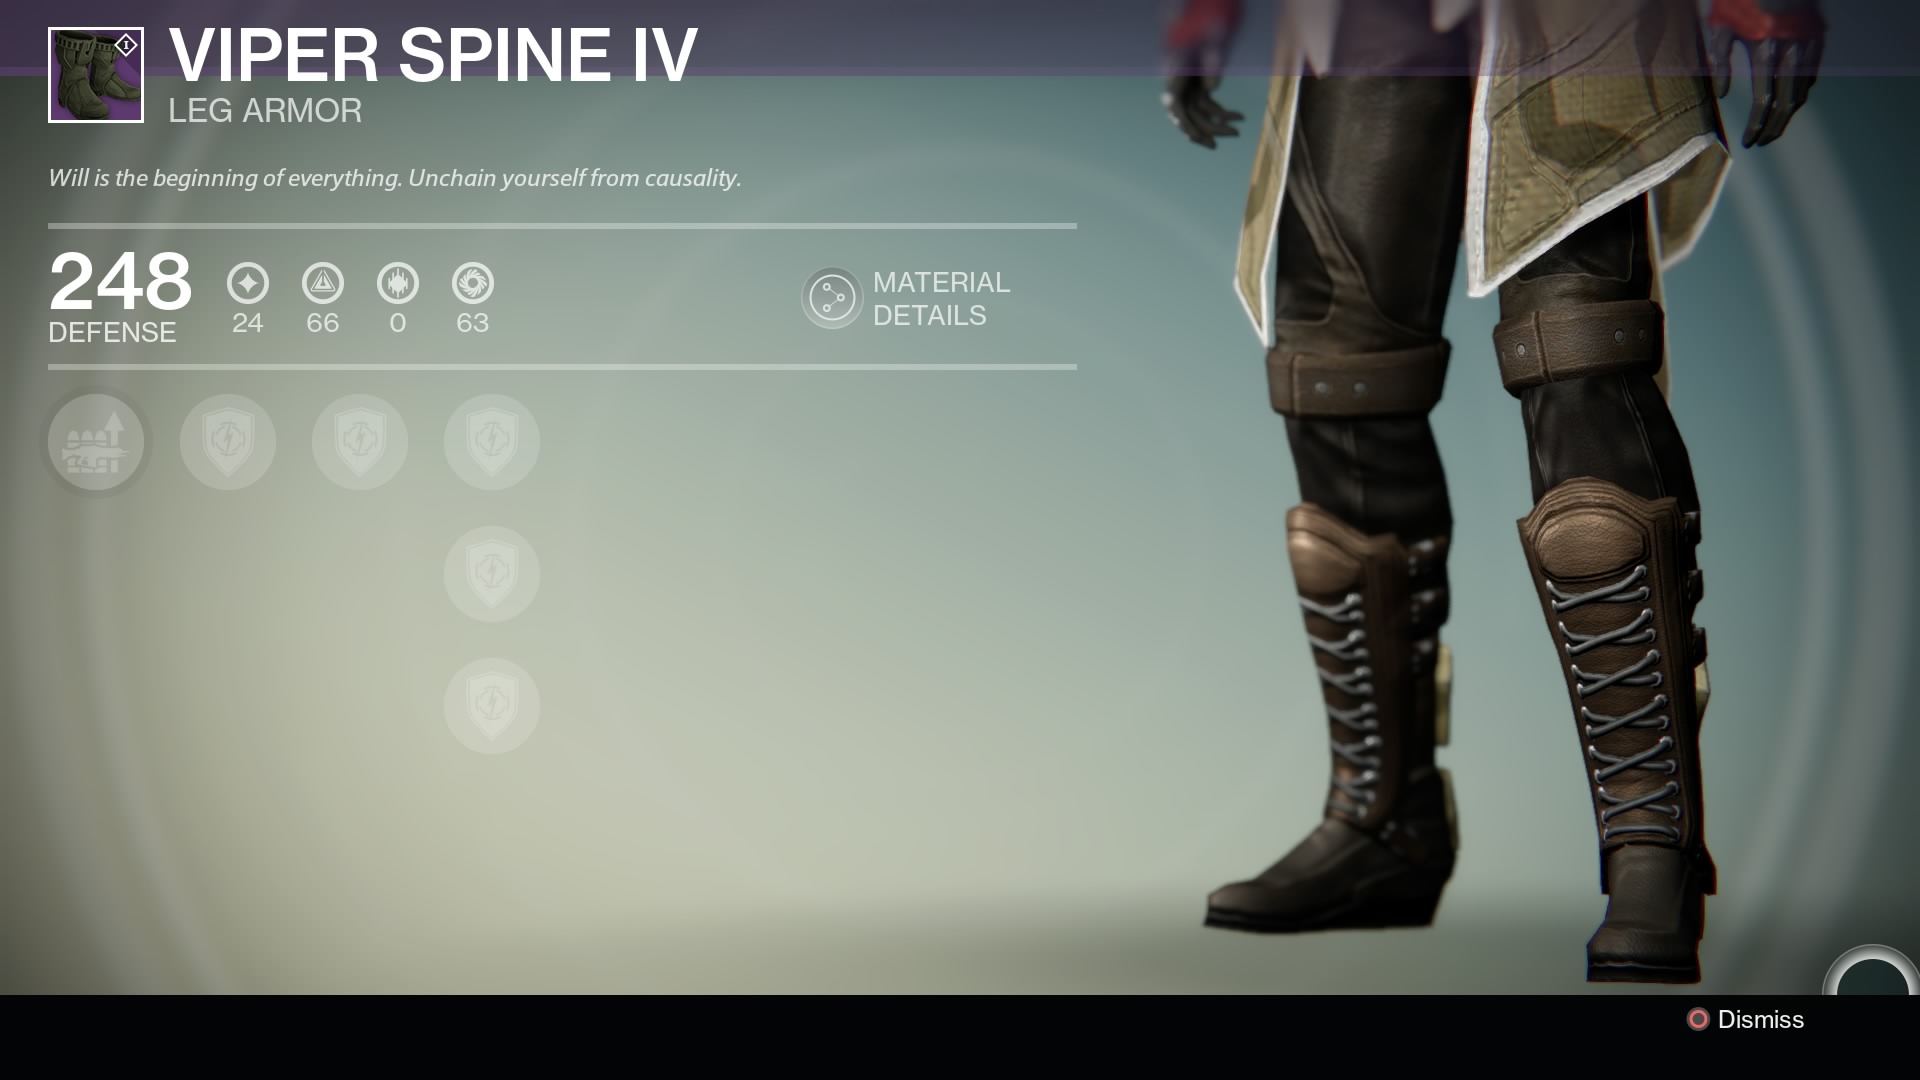 VIPER SPINE IV
LEG ARMOR
Will is the beginning of everything. Unchain yourself from causality.
248
DEFENSE
24
66
0
63
MATERIAL
DETAILS
Dismiss